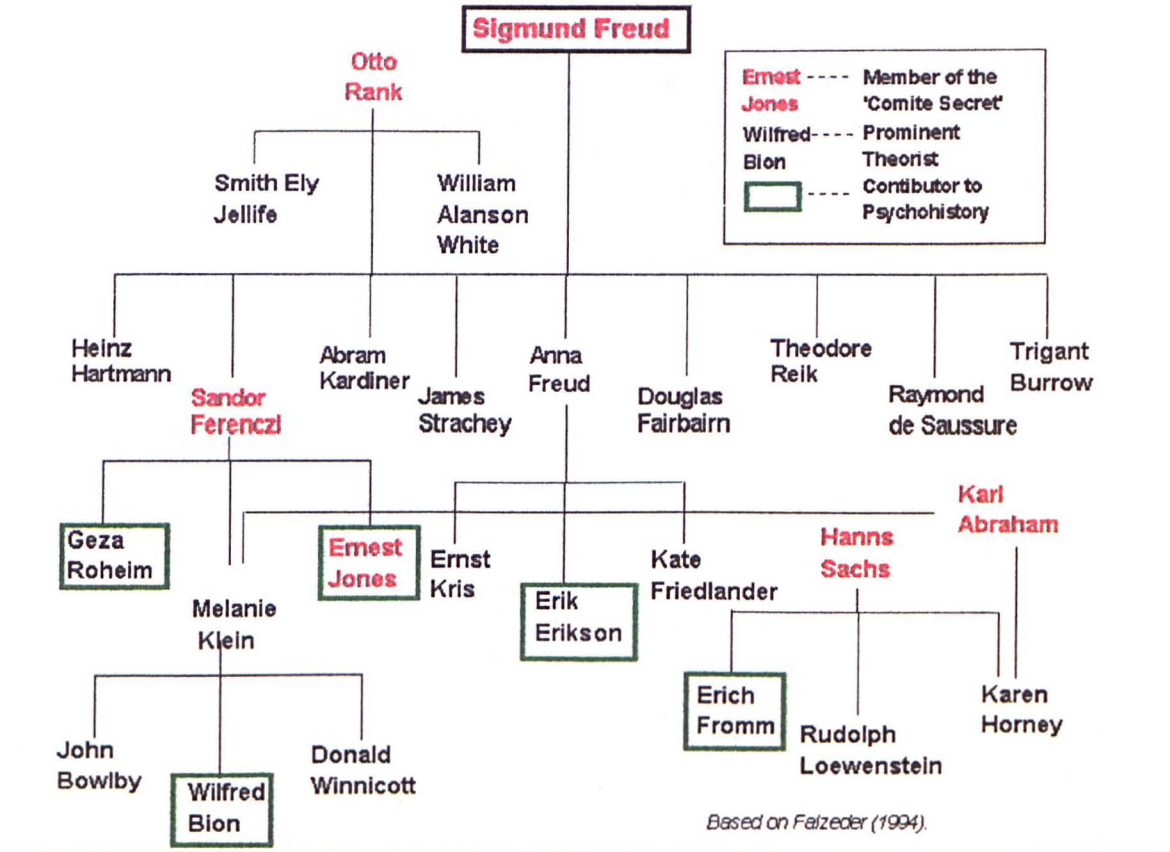 Sigmund Freud
Otto
Rank
Ernest ---- Member of the
Jones 'Comite Secret'
Wilfred---- Prominent
Bion Theorist
---- Contibutor to
Psychohistory
Smith Ely
Jellife
William
Alanson
White
Heinz
Hartmann
Sandor
Ferenczl
Abram
Kardiner
James
Strachey
Anna
Freud
Douglas
Fairbairn
Theodore
Reik
Raymond
de Saussure
Trigant
Burrow
Geza
Roheim
Melanie
Klein
Ernest
Jones
Ernst
Kris
Erik
Erikson
Kate
Friedlander
Hanns
Sachs
Karl
Abraham
John
Bowlby
Wilfred
Bion
Donald
Winnicott
Erich
Fromm
Rudolph
Loewenstein
Karen
Horney
Based on Falzeder (1994).